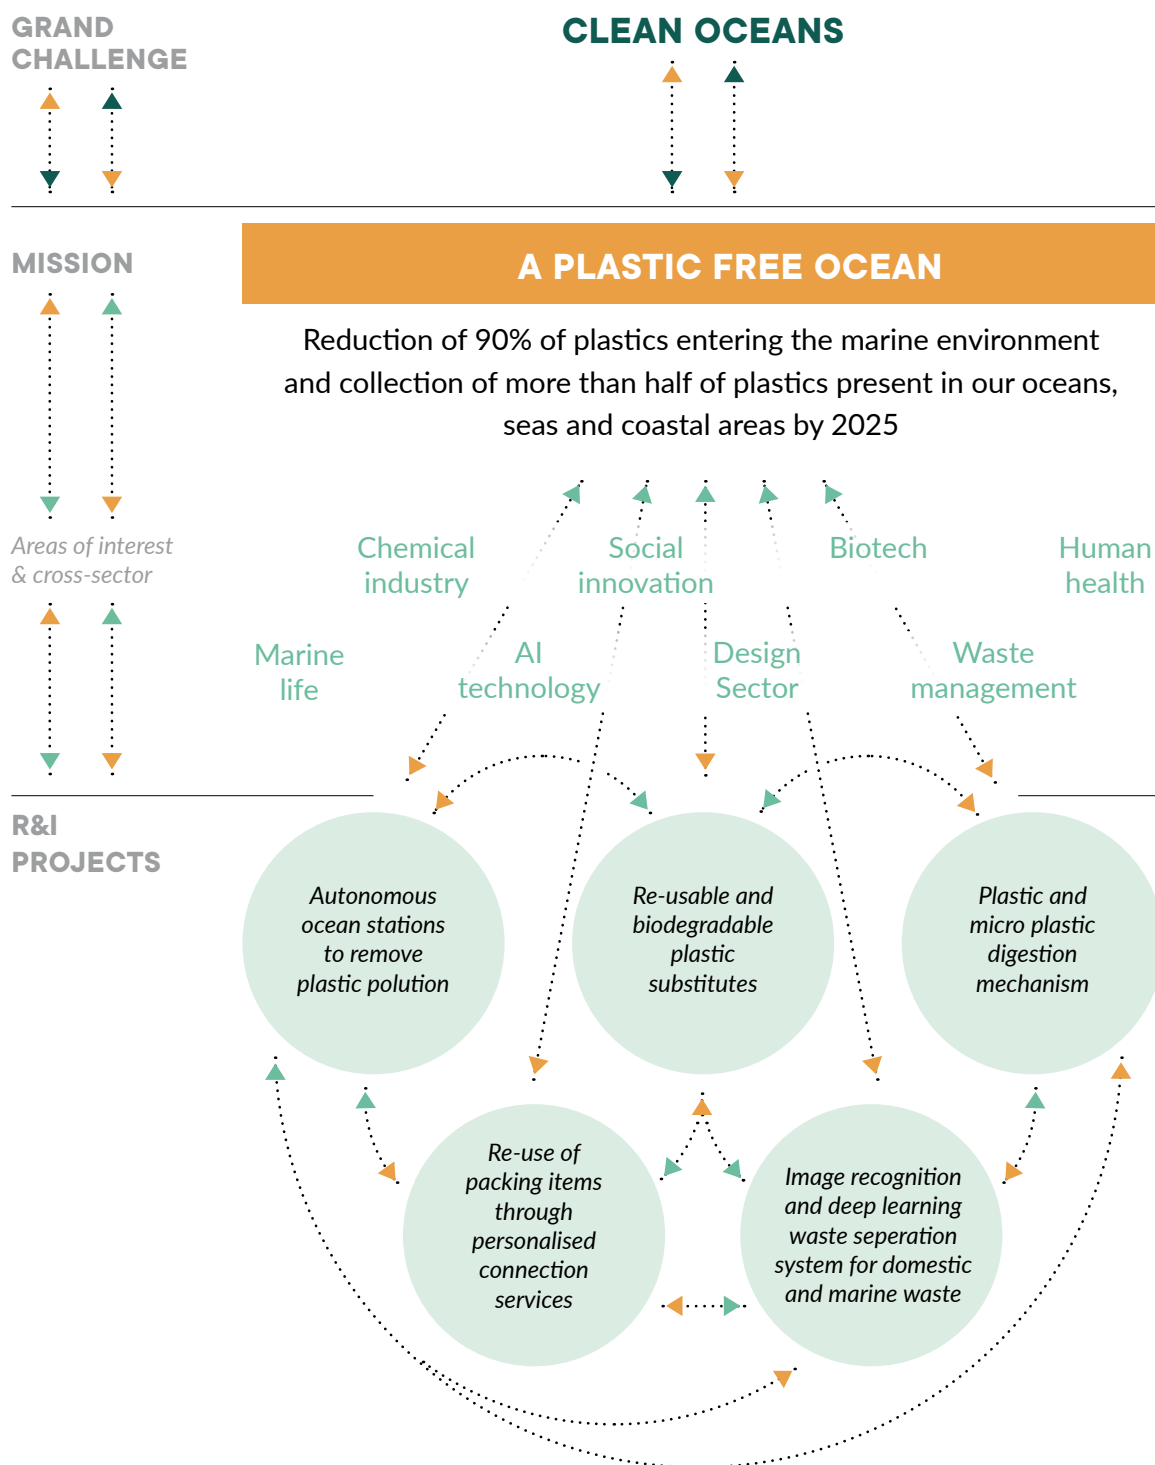 GRAND
CHALLENGE
CLEAN OCEANS
MISSION
A PLASTIC FREE OCEAN
Reduction of 90% of plastics entering the marine environment
and collection of more than half of plastics present in our oceans,
seas and coastal areas by 2025
Areas of interest
& cross-sector
Chemical
industry
Social
innovation
Biotech
Human
health
Marine
life
AI
technology
Design
Sector
Waste
management
R&I
PROJECTS
Autonomous
ocean stations
to remove
plastic polution
Re-usable and
biodegradable
plastic
substitutes
Plastic and
micro plastic
digestion
mechanism
Re-use of
packing items
through
personalised
connection
services
Image recognition
and deep learning
waste seperation
system for domestic
and marine waste